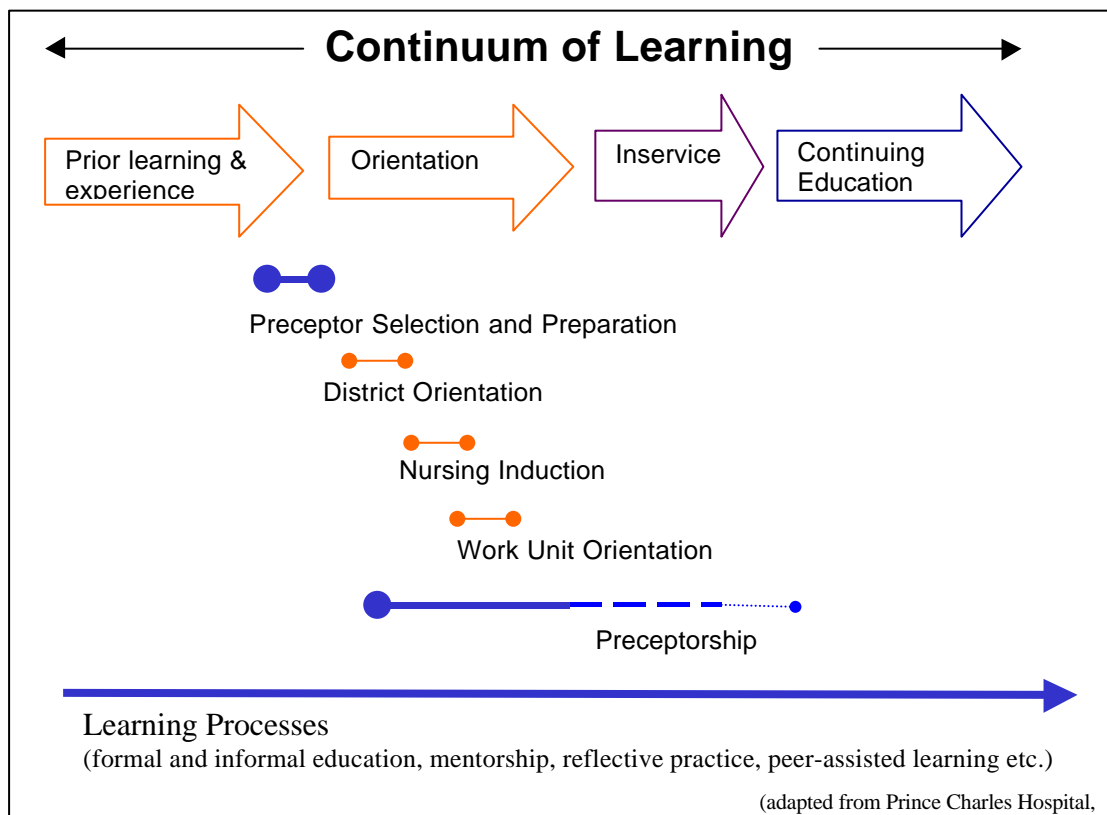 Continuum of Learning
Prior learning &
experience
Orientation
Inservice
Continuing
Education
Preceptor Selection and Preparation
District Orientation
Nursing Induction
Work Unit Orientation
Preceptorship
Learning Processes
(formal and informal education, mentorship, reflective practice, peer-assisted learning etc.)
(adapted from Prince Charles Hospital,